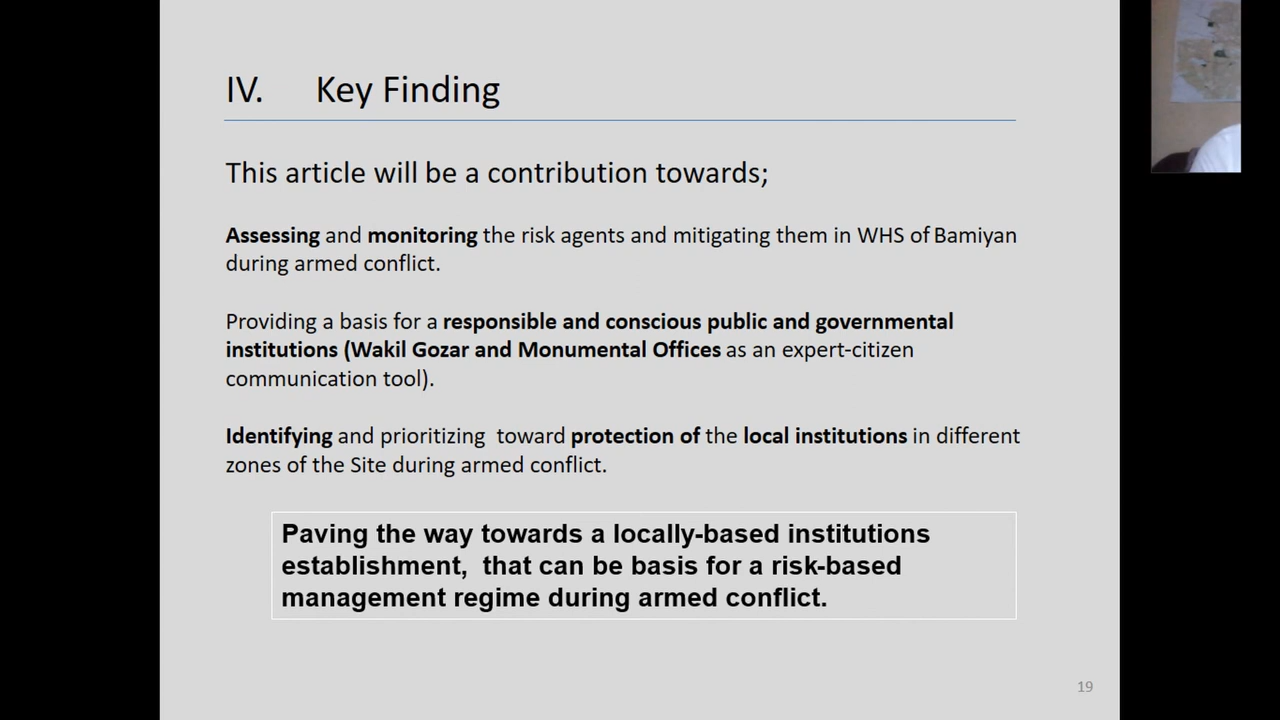 IV. Key Finding
This article will be a contribution towards;
Assessing and monitoring the risk agents and mitigating them in WHS of Bamiyan
during armed conflict.
Providing a basis for a responsible and conscious public and governmental
institutions (Wakil Gozar and Monumental Offices as an expert-citizen
communication tool).
Identifying and prioritizing toward protection of the local institutions in different
zones of the Site during armed conflict.
Paving the way towards a locally-based institutions
establishment, that can be basis for a risk-based
management regime during armed conflict.
19